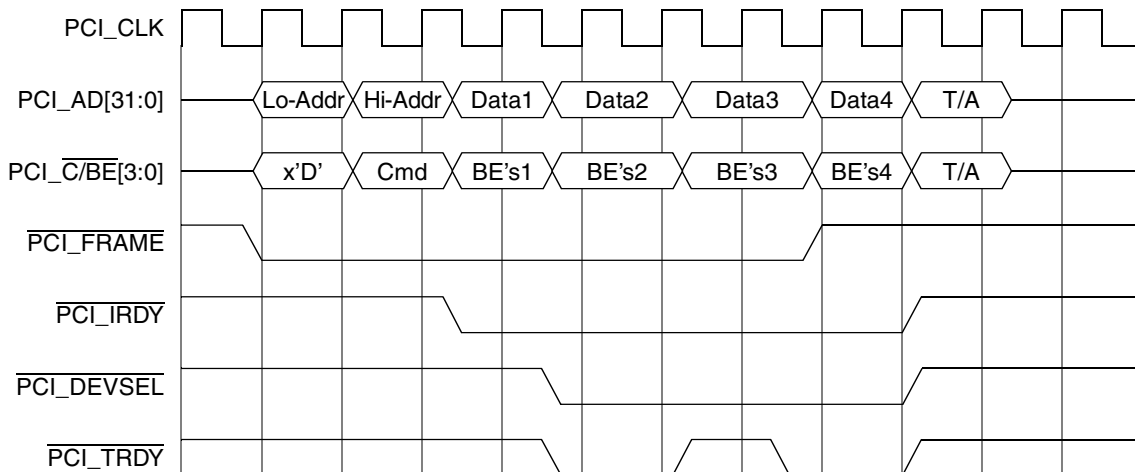 PCI_CLK
PCI_AD[31:0] Lo-Addr Hi-Addr Data1 Data2 Data3 Data4 T/A
PCI_C/BE[3:0] x'D' Cmd BE's1 BE's2 BE's3 BE's4 T/A
PCI_FRAME
PCI_IRDY
PCI_DEVSEL
PCI_TRDY